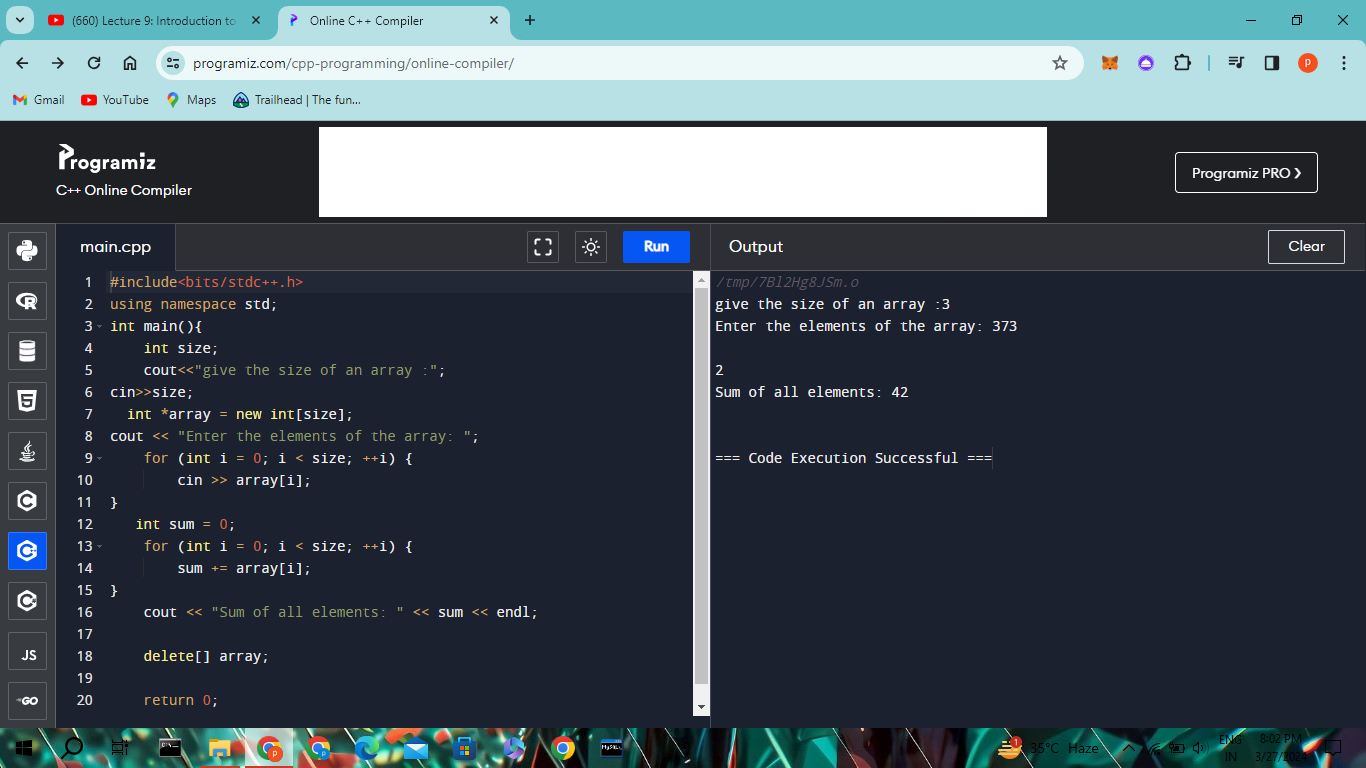 (660) Lecture 9: Introduction to
Online C++ Compiler
programiz.com/cpp-programming/online-compiler/
P
Gmail
YouTube
Maps
Trailhead | The fun...
Programiz
C++ Online Compiler
Programiz PRO ❯
main.cpp
Run
Output
Clear
1 #include<bits/stdc++.h>
2 using namespace std;
3 int main(){
4 int size;
5 cout<<"give the size of an array :";
6 cin>>size;
7 int *array = new int[size];
8 cout << "Enter the elements of the array: ";
9 for (int i = 0; i < size; ++i) {
10 cin >> array[i];
11 }
12 int sum = 0;
13 for (int i = 0; i < size; ++i) {
14 sum += array[i];
15 }
16 cout << "Sum of all elements: " << sum << endl;
17
18 delete[] array;
19
20 return 0;
/tmp/7Bl2Hg8JSm.o
give the size of an array :3
Enter the elements of the array: 373
2
Sum of all elements: 42
=== Code Execution Successful ===
R
5
C
C
C
JS
GO
P
P
MySQL
1
35°C Haze
ENG
IN
8:02 PM
3/27/2024